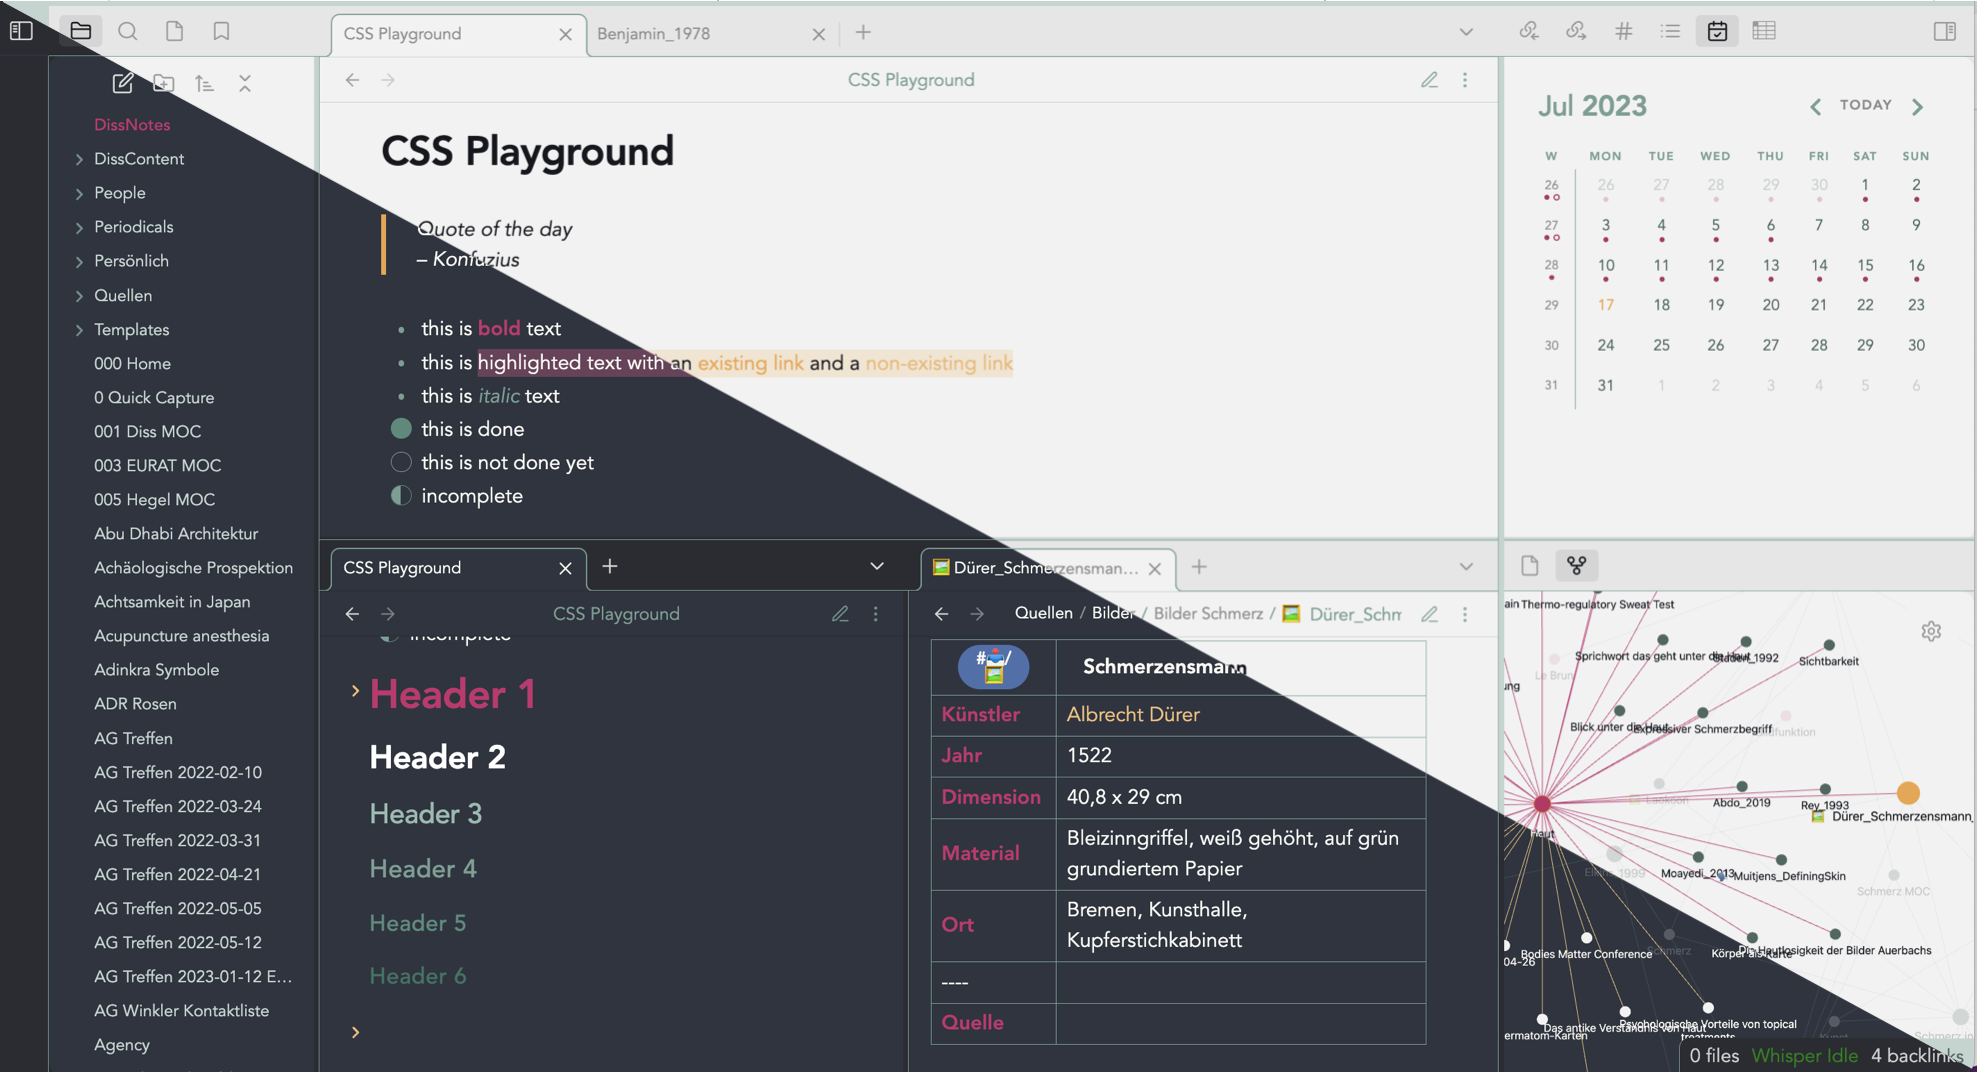 CSS Playground
Benjamin_1978
DissNotes
DissContent
People
Periodicals
Persönlich
Quellen
Templates
000 Home
0 Quick Capture
001 Diss MOC
003 EURAT MOC
005 Hegel MOC
Abu Dhabi Architektur
Achäologische Prospektion
Achtsamkeit in Japan
Acupuncture anesthesia
Adinkra Symbole
ADR Rosen
AG Treffen
AG Treffen 2022-02-10
AG Treffen 2022-03-24
AG Treffen 2022-03-31
AG Treffen 2022-04-21
AG Treffen 2022-05-05
AG Treffen 2022-05-12
AG Treffen 2023-01-12 E...
AG Winkler Kontaktliste
Agency
CSS Playground
CSS Playground
Quote of the day
– Konfuzius
this is bold text
this is highlighted text with an existing link and a non-existing link
this is italic text
this is done
this is not done yet
incomplete
Jul 2023 TODAY
W MON TUE WED THU FRI SAT SUN
26 26 27 28 29 30 1 2
27 3 4 5 6 7 8 9
28 10 11 12 13 14 15 16
29 17 18 19 20 21 22 23
30 24 25 26 27 28 29 30
31 31 1 2 3 4 5 6
CSS Playground
CSS Playground
incomplete
Header 1
Header 2
Header 3
Header 4
Header 5
Header 6
Dürer_Schmerzensman...
Quellen / Bilder / Bilder Schmerz / Dürer_Schm
#/ Schmerzensmann
Künstler Albrecht Dürer
Jahr 1522
Dimension 40,8 x 29 cm
Material Bleizinngriffel, weiß gehöht, auf grün
grundiertem Papier
Ort Bremen, Kunsthalle,
Kupferstichkabinett
----
Quelle
ain Thermo-regulatory Sweat Test
Sprichwort das geht unter die Haut
Staden_1992
Sichtbarkeit
Le Brun
ung
Blick unter die Haut
Expressiver Schmerzbegriff
Laokoon
Abdo_2019
Rey_1993
Dürer_Schmerzensmann_
Haut
Elkins_1999
Moayedi_2013
Muitjens_DefiningSkin
Schmerz MOC
04-26
Bodies Matter Conference
Schmerz
Körper als Karte
Die Hautlosigkeit der Bilder Auerbachs
ermatom-Karten
Das antike Verständnis von Haut
Psychologische Vorteile von topical
treatments
Kunst
0 files Whisper Idle 4 backlinks